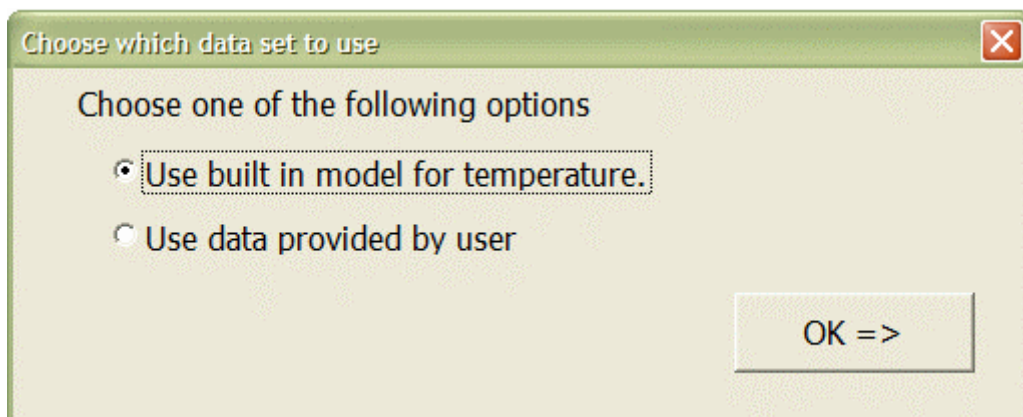 Choose which data set to use
Choose one of the following options
Use built in model for temperature.
Use data provided by user
OK =>